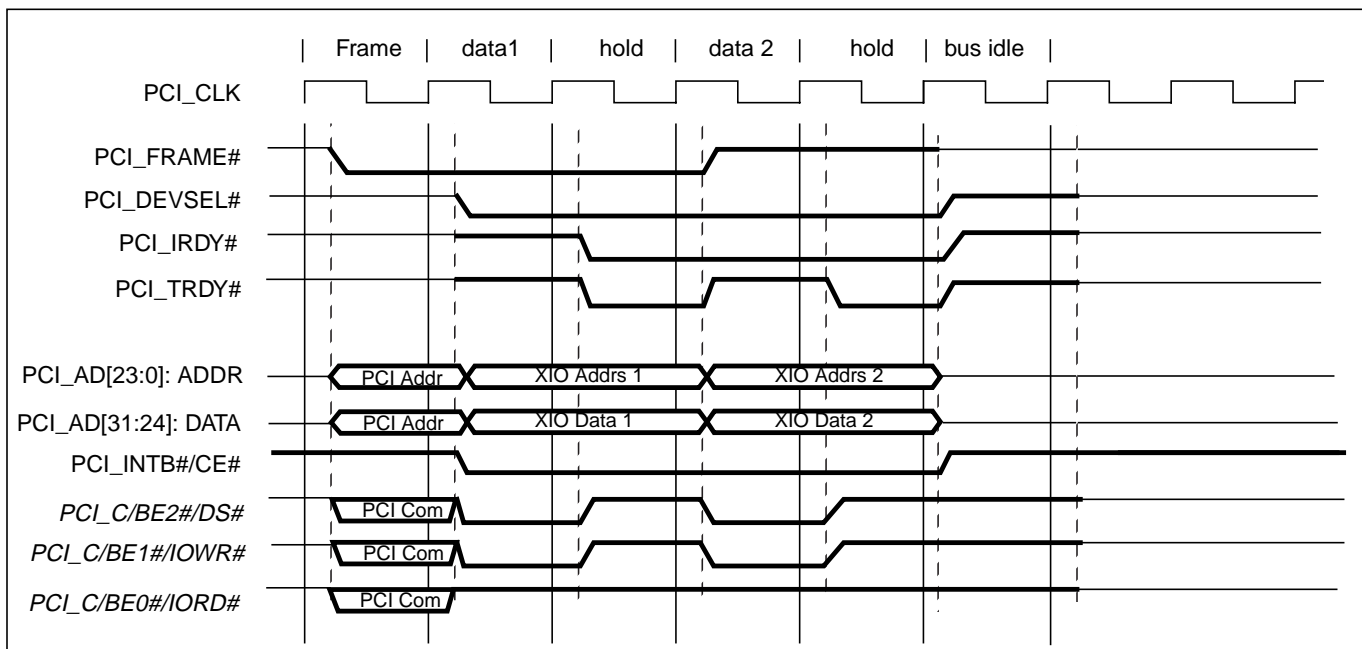 Frame data1 hold data 2 hold bus idle
PCI_CLK
PCI_FRAME#
PCI_DEVSEL#
PCI_IRDY#
PCI_TRDY#
PCI_AD[23:0]: ADDR PCI Addr XIO Addrs 1 XIO Addrs 2
PCI_AD[31:24]: DATA PCI Addr XIO Data 1 XIO Data 2
PCI_INTB#/CE#
PCI_C/BE2#/DS# PCI Com
PCI_C/BE1#/IOWR# PCI Com
PCI_C/BE0#/IORD# PCI Com